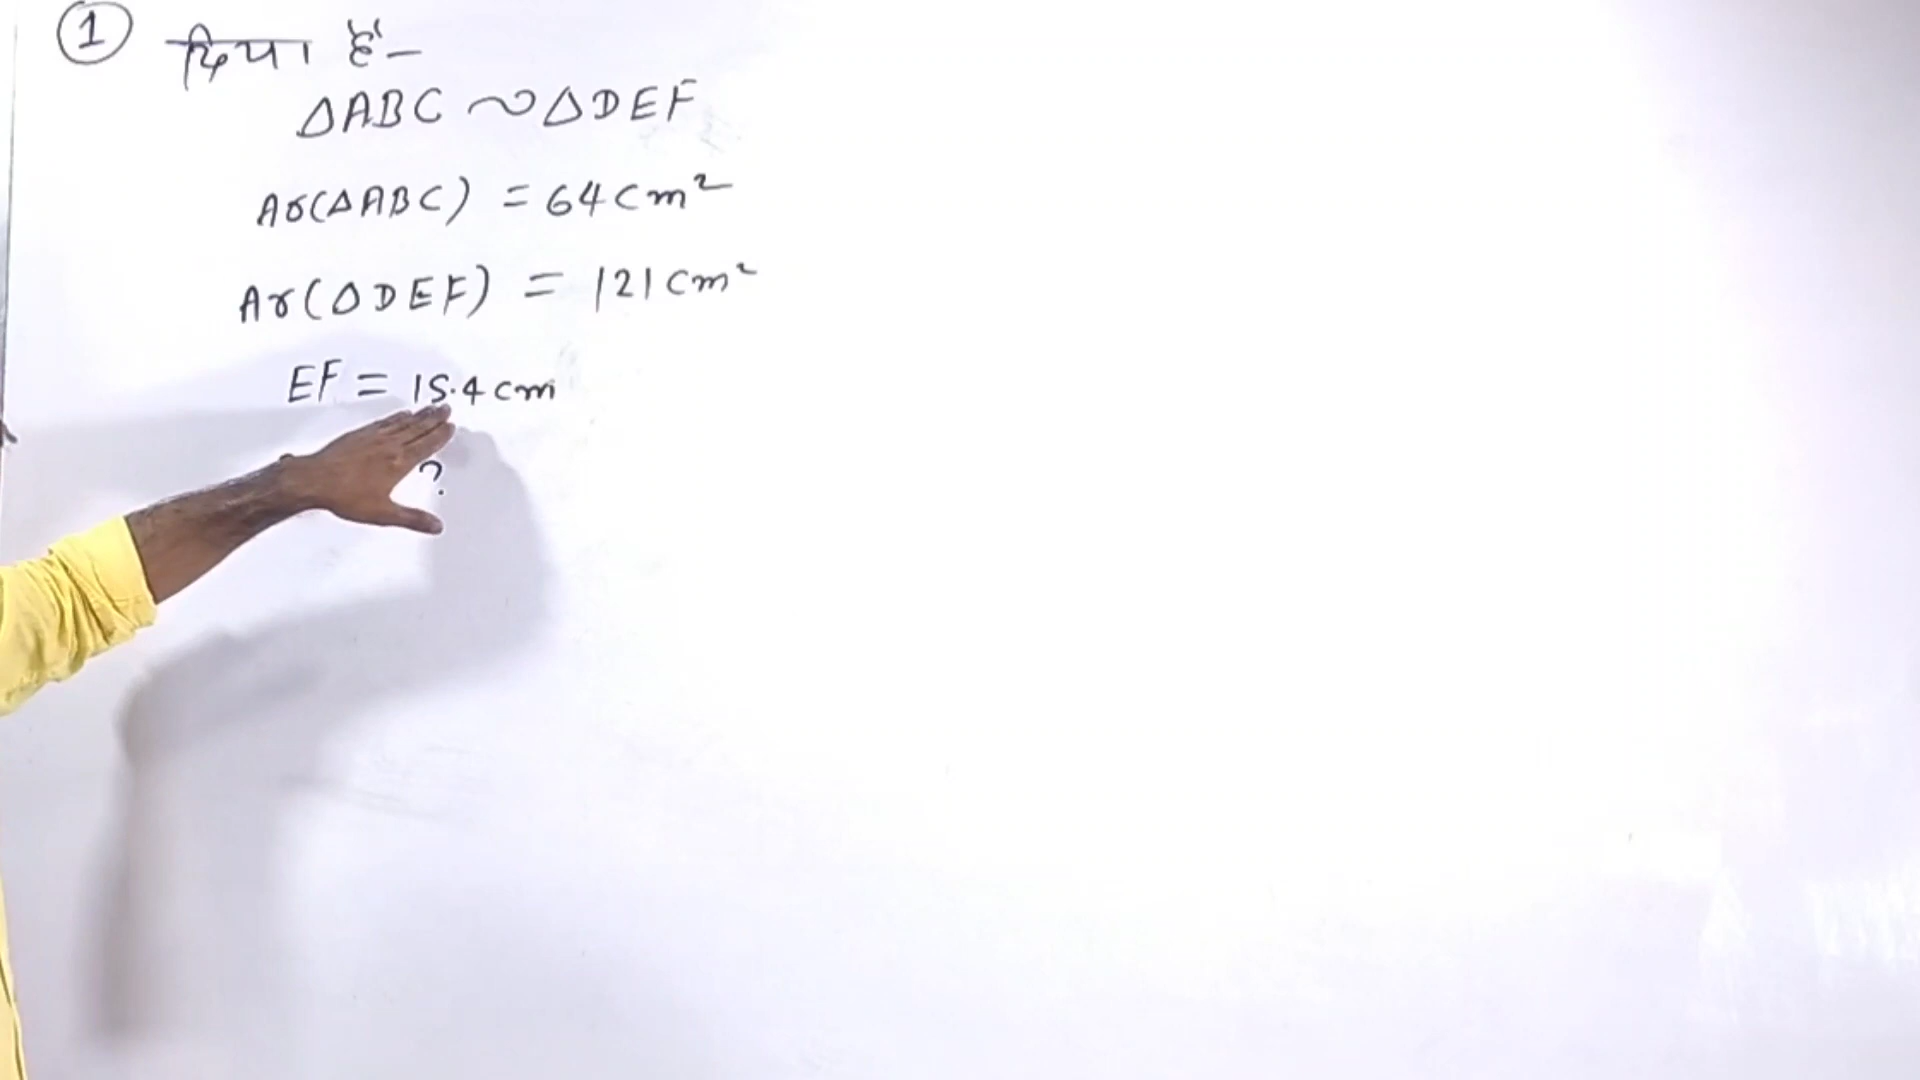 ① दिया है-
△ABC ~ △DEF
Ar(△ABC) = 64 cm²
Ar(△DEF) = 121 cm²
EF = 15.4 cm
?